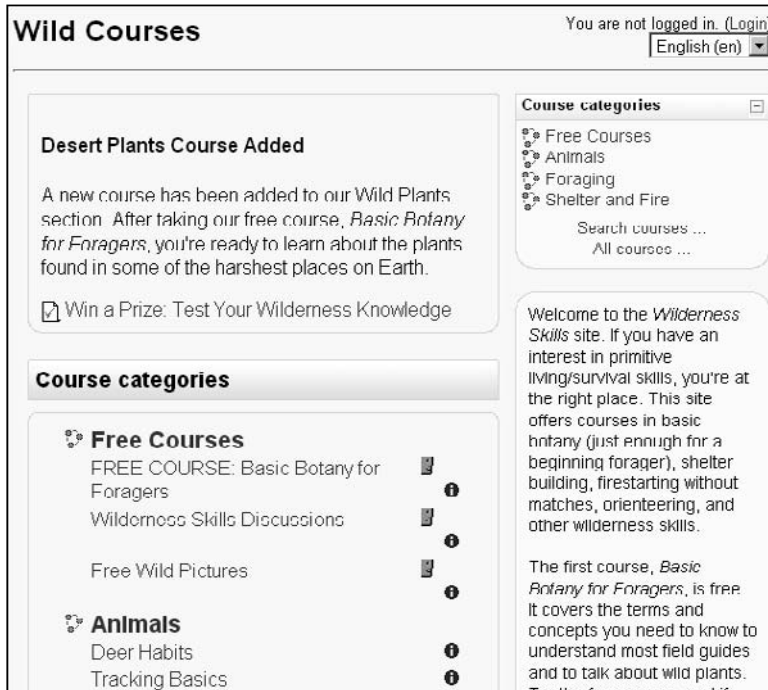 Wild Courses
You are not logged in. (Login)
English (en)
Desert Plants Course Added
A new course has been added to our Wild Plants
section. After taking our free course, Basic Botany
for Foragers, you're ready to learn about the plants
found in some of the harshest places on Earth.
Win a Prize: Test Your Wilderness Knowledge
Course categories
Free Courses
FREE COURSE: Basic Botany for
Foragers
Wilderness Skills Discussions
Free Wild Pictures
Animals
Deer Habits
Tracking Basics
Course categories
Free Courses
Animals
Foraging
Shelter and Fire
Search courses ...
All courses ...
Welcome to the Wilderness
Skills site. If you have an
interest in primitive
living/survival skills, you're at
the right place. This site
offers courses in basic
botany (just enough for a
beginning forager), shelter
building, firestarting without
matches, orienteering, and
other wilderness skills.
The first course, Basic
Botany for Foragers, is free
It covers the terms and
concepts you need to know to
understand most field guides
and to talk about wild plants.